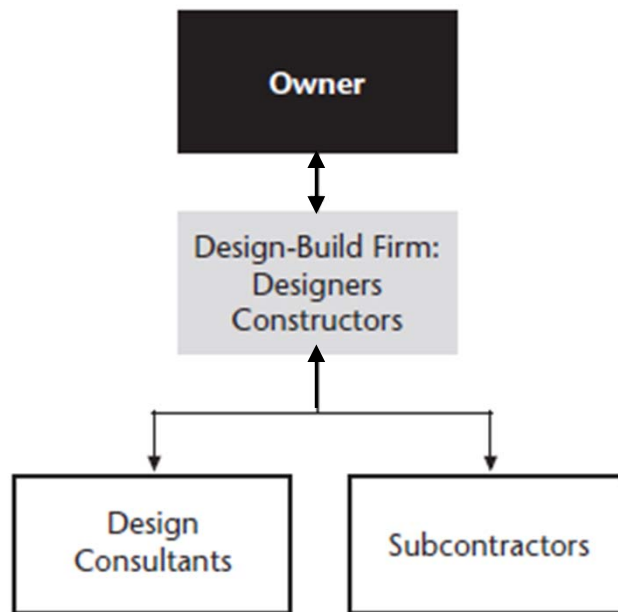 Owner
Design-Build Firm:
Designers
Constructors
Design
Consultants
Subcontractors